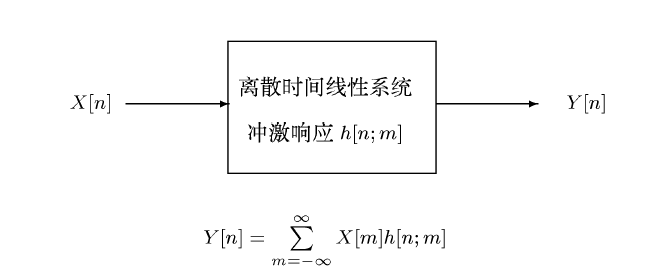 X[n]
离散时间线性系统
冲激响应 h[n; m]
Y[n]
Y[n] = ∑_{m=-∞}^{∞} X[m]h[n; m]